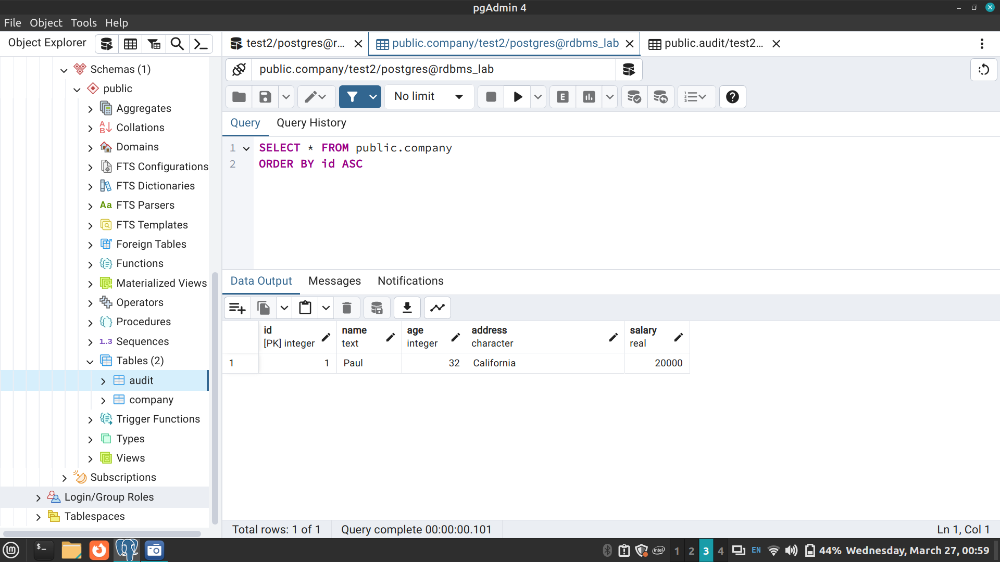 pgAdmin 4
File Object Tools Help
Object Explorer
test2/postgres@r...
public.company/test2/postgres@rdbms_lab
public.audit/test2...
Schemas (1)
public
Aggregates
Collations
Domains
FTS Configurations
FTS Dictionaries
Aa FTS Parsers
FTS Templates
Foreign Tables
Functions
Materialized Views
Operators
Procedures
1..3 Sequences
Tables (2)
audit
company
Trigger Functions
Types
Views
Subscriptions
Login/Group Roles
Tablespaces
public.company/test2/postgres@rdbms_lab
No limit
E
Query Query History
1 SELECT * FROM public.company
2 ORDER BY id ASC
Data Output Messages Notifications
id name age address salary
[PK] integer text integer character real
1 1 Paul 32 California 20000
Total rows: 1 of 1 Query complete 00:00:00.101 Ln 1, Col 1
intel 1 2 3 4 EN 44% Wednesday, March 27, 00:59